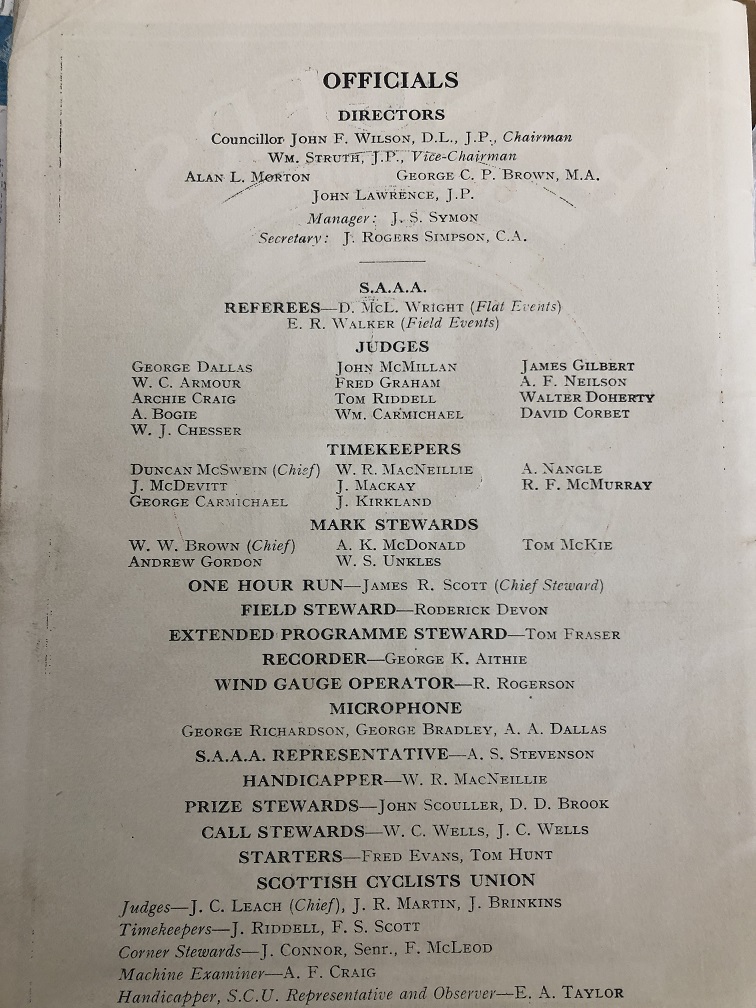 OFFICIALS
DIRECTORS
Councillor JOHN F. WILSON, D.L., J.P., Chairman
WM. STRUTH, J.P., Vice-Chairman
ALAN L. MORTON GEORGE C. P. BROWN, M.A.
JOHN LAWRENCE, J.P.
Manager: J. S. SYMON
Secretary: J. ROGERS SIMPSON, C.A.
S.A.A.A.
REFEREES—D. MCL. WRIGHT (Flat Events)
E. R. WALKER (Field Events)
JUDGES
GEORGE DALLAS JOHN MCMILLAN JAMES GILBERT
W. C. ARMOUR FRED GRAHAM A. F. NEILSON
ARCHIE CRAIG TOM RIDDELL WALTER DOHERTY
A. BOGIE WM. CARMICHAEL DAVID CORBET
W. J. CHESSER
TIMEKEEPERS
DUNCAN MCSWEIN (Chief) W. R. MACNEILLIE A. NANGLE
J. MCDEVITT J. MACKAY R. F. MCMURRAY
GEORGE CARMICHAEL J. KIRKLAND
MARK STEWARDS
W. W. BROWN (Chief) A. K. MCDONALD TOM MCKIE
ANDREW GORDON W. S. UNKLES
ONE HOUR RUN—JAMES R. SCOTT (Chief Steward)
FIELD STEWARD—RODERICK DEVON
EXTENDED PROGRAMME STEWARD—TOM FRASER
RECORDER—GEORGE K. AITHIE
WIND GAUGE OPERATOR—R. ROGERSON
MICROPHONE
GEORGE RICHARDSON, GEORGE BRADLEY, A. A. DALLAS
S.A.A.A. REPRESENTATIVE—A. S. STEVENSON
HANDICAPPER—W. R. MACNEILLIE
PRIZE STEWARDS—JOHN SCOULLER, D. D. BROOK
CALL STEWARDS—W. C. WELLS, J. C. WELLS
STARTERS—FRED EVANS, TOM HUNT
SCOTTISH CYCLISTS UNION
Judges—J. C. LEACH (Chief), J. R. MARTIN, J. BRINKINS
Timekeepers—J. RIDDELL, F. S. SCOTT
Corner Stewards—J. CONNOR, Senr., F. MCLEOD
Machine Examiner—A. F. CRAIG
Handicapper, S.C.U. Representative and Observer—E. A. TAYLOR